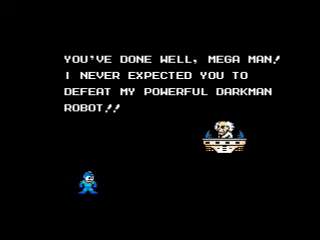 YOU'VE DONE WELL, MEGA MAN!
I NEVER EXPECTED YOU TO
DEFEAT MY POWERFUL DARKMAN
ROBOT!!